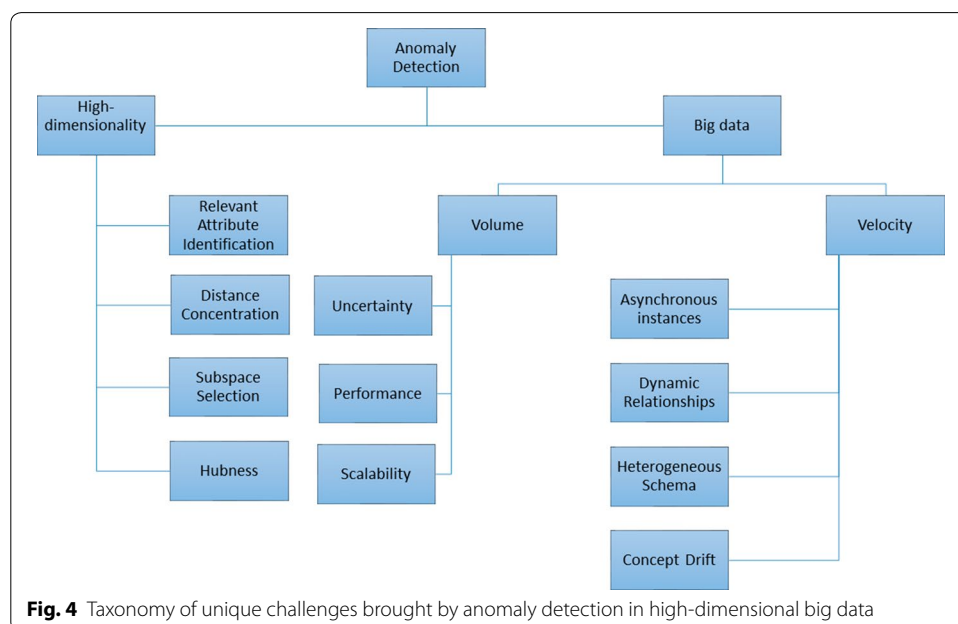 Anomaly
Detection
High-
dimensionality
Big data
Relevant
Attribute
Identification
Distance
Concentration
Subspace
Selection
Hubness
Volume
Uncertainty
Performance
Scalability
Velocity
Asynchronous
instances
Dynamic
Relationships
Heterogeneous
Schema
Concept Drift
Fig. 4 Taxonomy of unique challenges brought by anomaly detection in high-dimensional big data